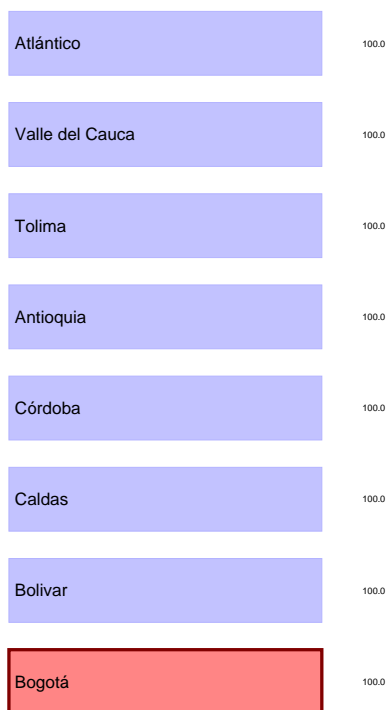 Atlántico 100.0
Valle del Cauca 100.0
Tolima 100.0
Antioquia 100.0
Córdoba 100.0
Caldas 100.0
Bolivar 100.0
Bogotá 100.0